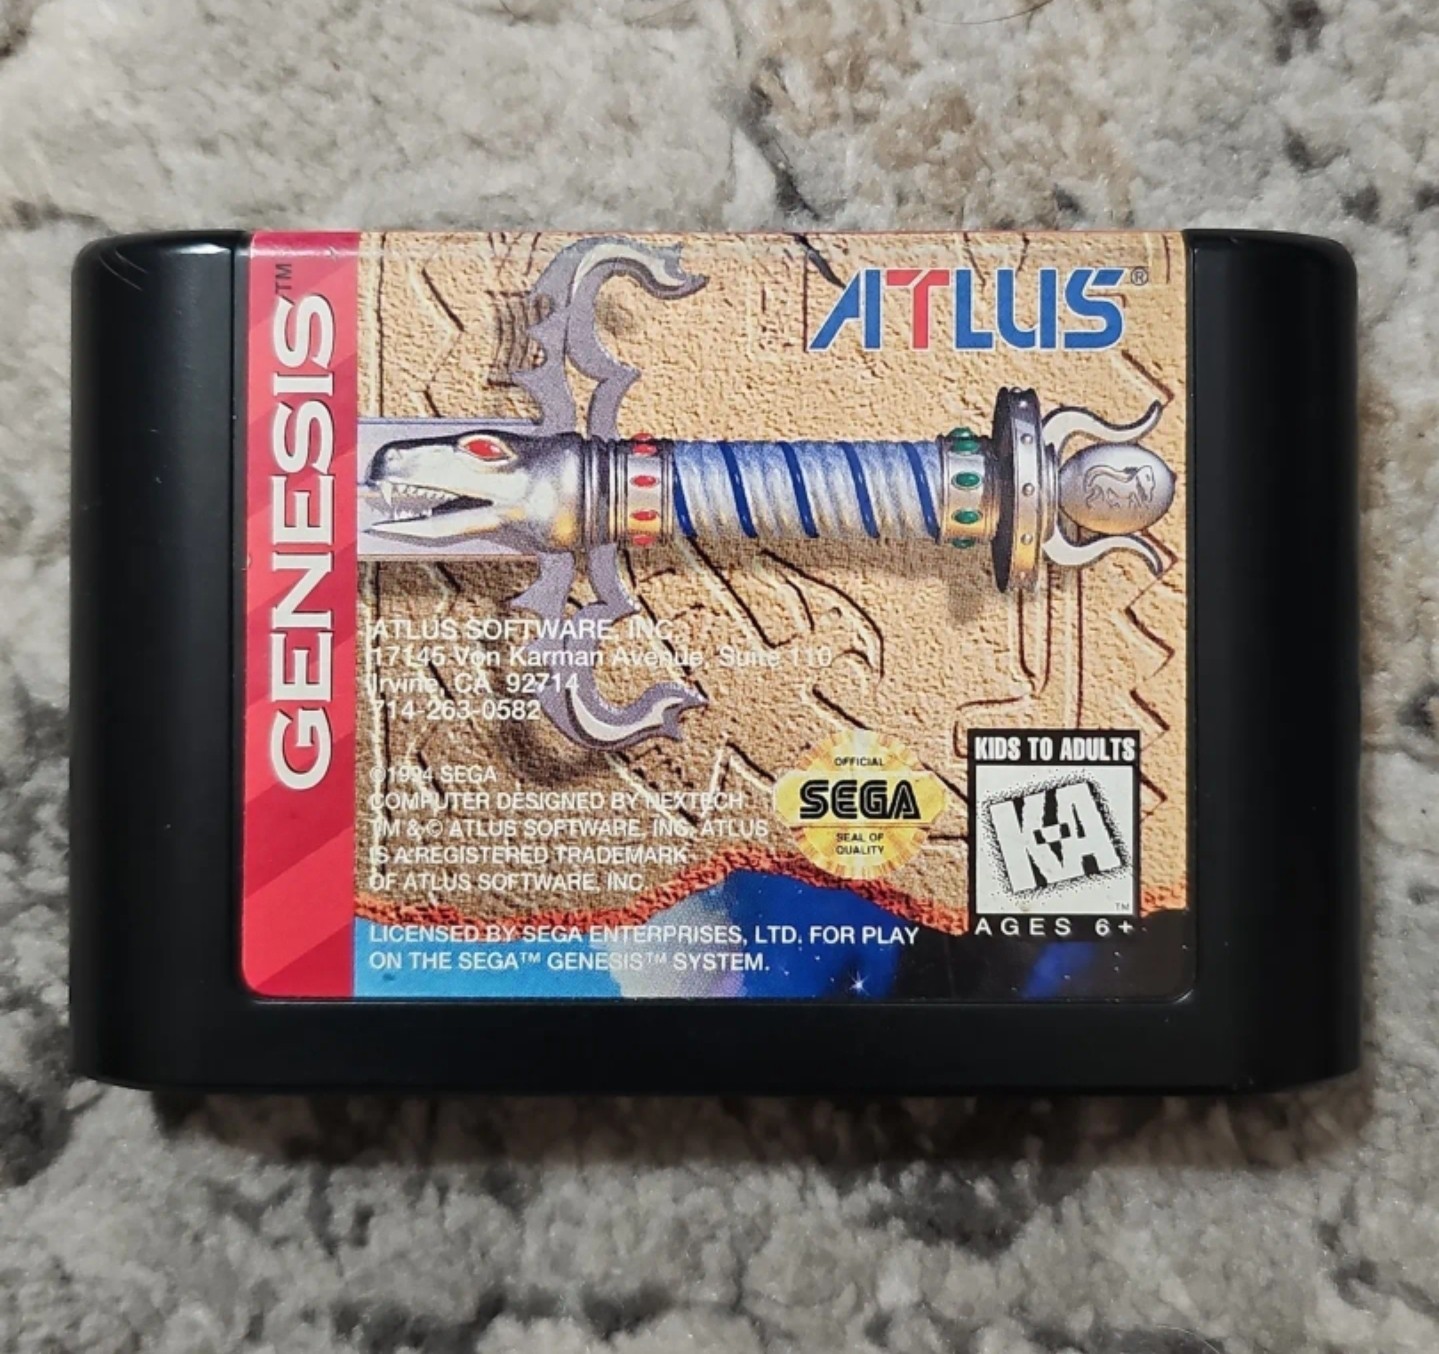 GENESIS™
ATLUS®
ATLUS SOFTWARE, INC.
17145 Von Karman Avenue, Suite 110
Irvine, CA 92714
714-263-0582
©1994 SEGA
COMPUTER DESIGNED BY NEXTECH
TM & © ATLUS SOFTWARE, INC. ATLUS
IS A REGISTERED TRADEMARK
OF ATLUS SOFTWARE, INC.
LICENSED BY SEGA ENTERPRISES, LTD. FOR PLAY
ON THE SEGA™ GENESIS™ SYSTEM.
OFFICIAL
SEGA
SEAL OF
QUALITY
KIDS TO ADULTS
K-A
TM
AGES 6+